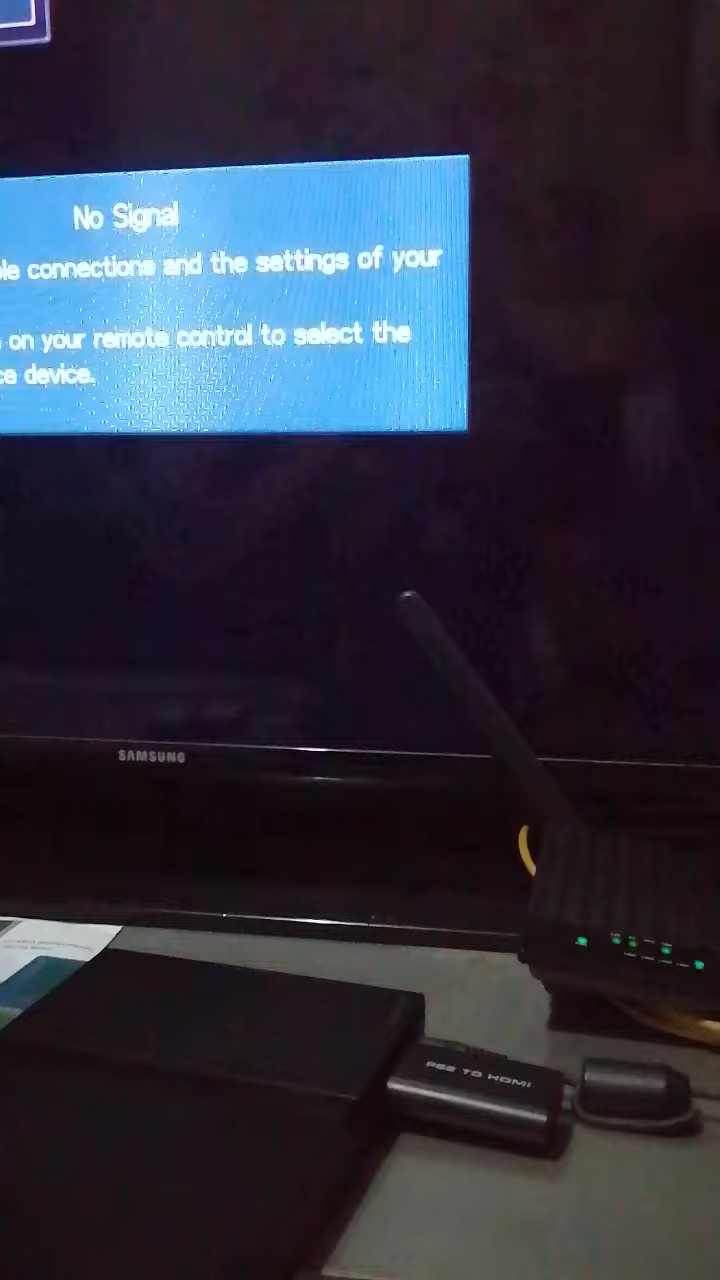 No Signal
connections and the settings of your
on your remote control to select the
device.
SAMSUNG
PS2 TO HDMI